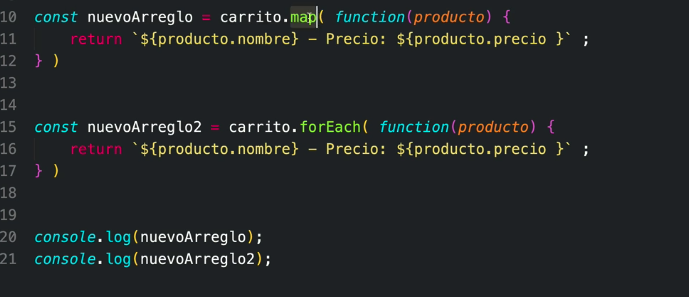 10 const nuevoArreglo = carrito.map( function(producto) {
11 return `${producto.nombre} - Precio: ${producto.precio }` ;
12 } )
13
14
15 const nuevoArreglo2 = carrito.forEach( function(producto) {
16 return `${producto.nombre} - Precio: ${producto.precio }` ;
17 } )
18
19
20 console.log(nuevoArreglo);
21 console.log(nuevoArreglo2);